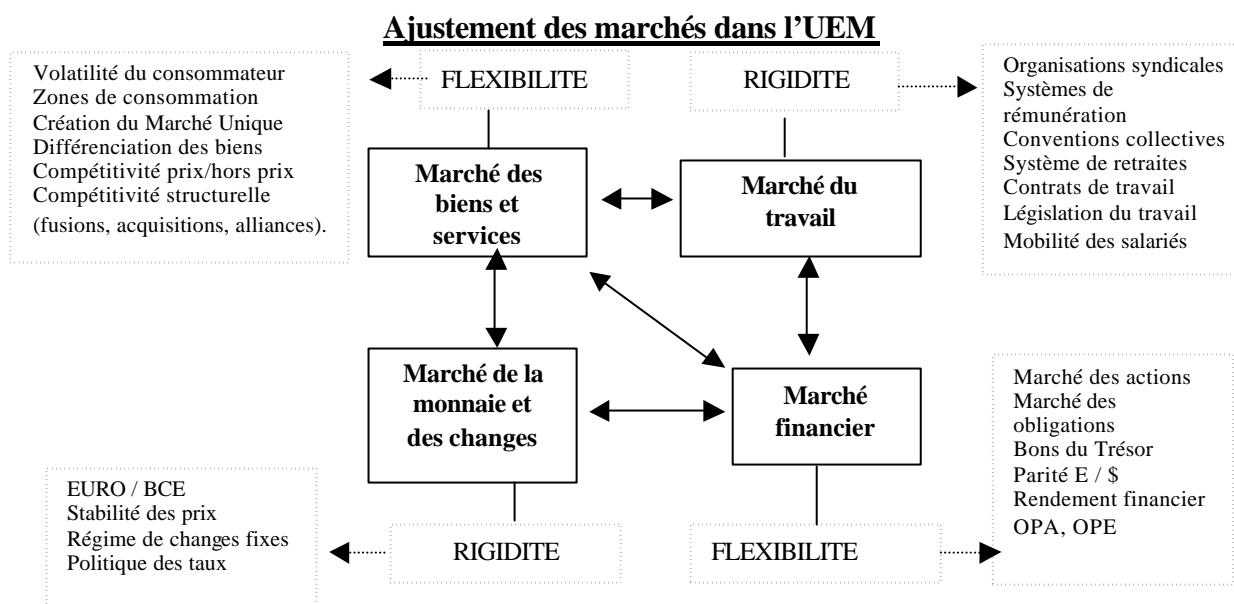 Ajustement des marchés dans l'UEM
Volatilité du consommateur
Zones de consommation
Création du Marché Unique
Différenciation des biens
Compétitivité prix/hors prix
Compétitivité structurelle
(fusions, acquisitions, alliances).
FLEXIBILITE
RIGIDITE
Organisations syndicales
Systèmes de
rémunération
Conventions collectives
Système de retraites
Contrats de travail
Législation du travail
Mobilité des salariés
Marché des
biens et
services
Marché du
travail
Marché de la
monnaie et
des changes
Marché
financier
Marché des actions
Marché des
obligations
Bons du Trésor
Parité E / $
Rendement financier
OPA, OPE
EURO / BCE
Stabilité des prix
Régime de changes fixes
Politique des taux
RIGIDITE
FLEXIBILITE